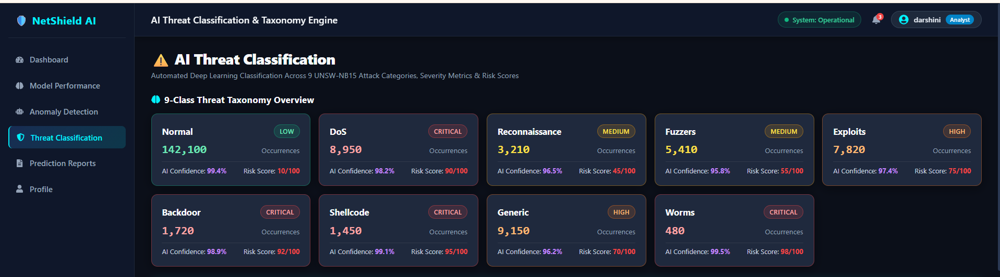 NetShield AI
Dashboard
Model Performance
Anomaly Detection
Threat Classification
Prediction Reports
Profile
AI Threat Classification & Taxonomy Engine
System: Operational
3
darshini
Analyst
AI Threat Classification
Automated Deep Learning Classification Across 9 UNSW-NB15 Attack Categories, Severity Metrics & Risk Scores
9-Class Threat Taxonomy Overview
Normal
LOW
142,100
Occurrences
AI Confidence: 99.4%
Risk Score: 10/100
DoS
CRITICAL
8,950
Occurrences
AI Confidence: 98.2%
Risk Score: 90/100
Reconnaissance
MEDIUM
3,210
Occurrences
AI Confidence: 96.5%
Risk Score: 45/100
Fuzzers
MEDIUM
5,410
Occurrences
AI Confidence: 95.8%
Risk Score: 55/100
Exploits
HIGH
7,820
Occurrences
AI Confidence: 97.4%
Risk Score: 75/100
Backdoor
CRITICAL
1,720
Occurrences
AI Confidence: 98.9%
Risk Score: 92/100
Shellcode
CRITICAL
1,450
Occurrences
AI Confidence: 99.1%
Risk Score: 95/100
Generic
HIGH
9,150
Occurrences
AI Confidence: 96.2%
Risk Score: 70/100
Worms
CRITICAL
480
Occurrences
AI Confidence: 99.5%
Risk Score: 98/100